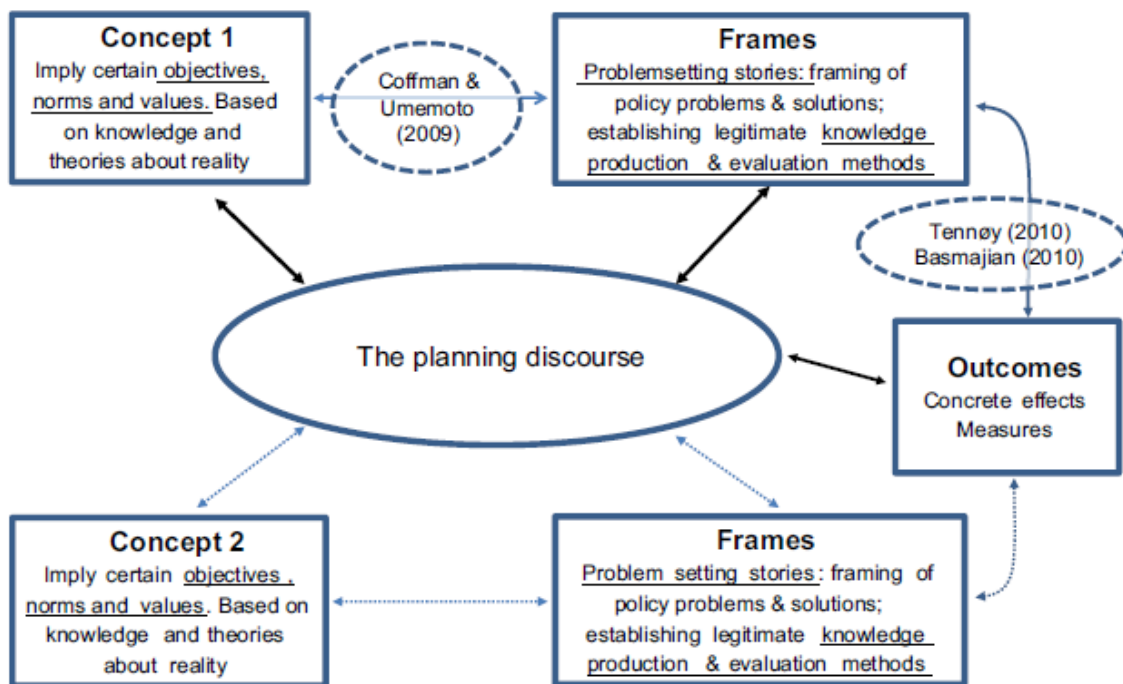 Concept 1
Imply certain objectives,
norms and values. Based
on knowledge and
theories about reality
Coffman &
Umemoto
(2009)
Frames
Problemsetting stories: framing of
policy problems & solutions;
establishing legitimate knowledge
production & evaluation methods
Tennøy (2010)
Basmajian (2010)
The planning discourse
Outcomes
Concrete effects
Measures
Concept 2
Imply certain objectives ,
norms and values. Based on
knowledge and theories
about reality
Frames
Problem setting stories : framing of
policy problems & solutions;
establishing legitimate knowledge
production & evaluation methods